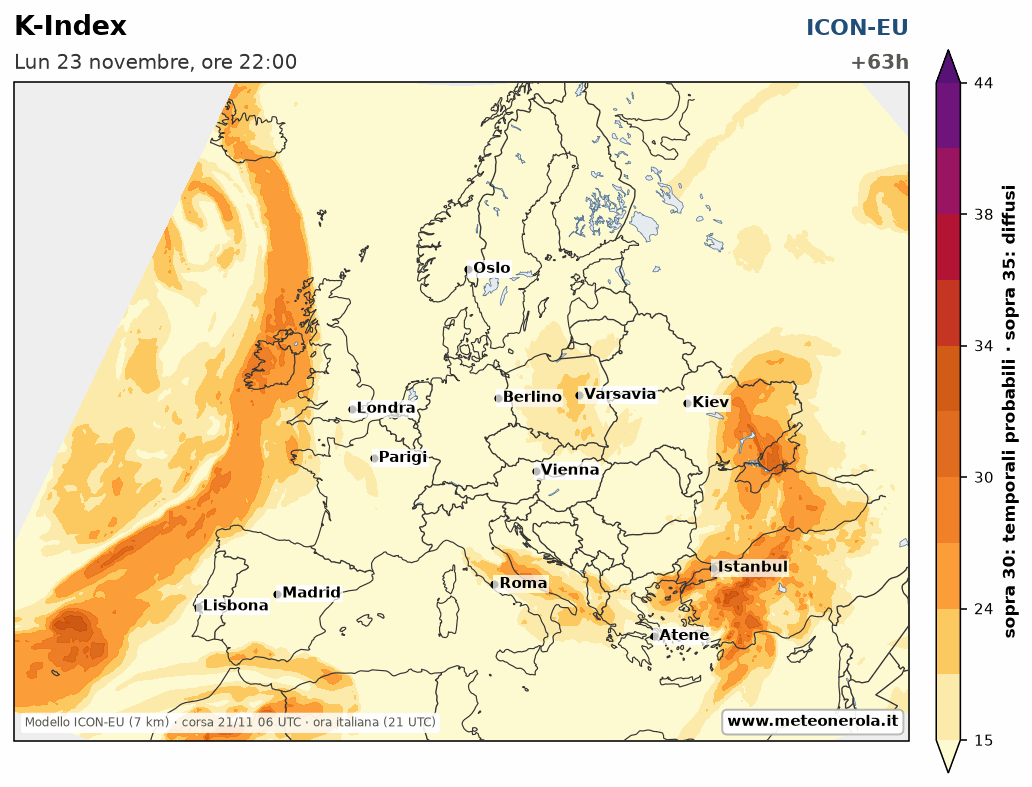 K-Index
ICON-EU
Lun 23 novembre, ore 22:00
+63h
44
38
34
30
24
15
sopra 30: temporali probabili · sopra 35: diffusi
Oslo
Berlino
Varsavia
Kiev
Londra
Parigi
Vienna
Istanbul
Roma
Madrid
Lisbona
Atene
Modello ICON-EU (7 km) · corsa 21/11 06 UTC · ora italiana (21 UTC)
www.meteonerola.it